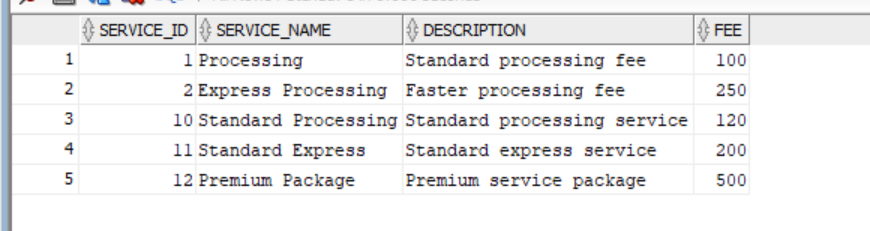 SERVICE_ID SERVICE_NAME DESCRIPTION FEE
1 1 Processing Standard processing fee 100
2 2 Express Processing Faster processing fee 250
3 10 Standard Processing Standard processing service 120
4 11 Standard Express Standard express service 200
5 12 Premium Package Premium service package 500